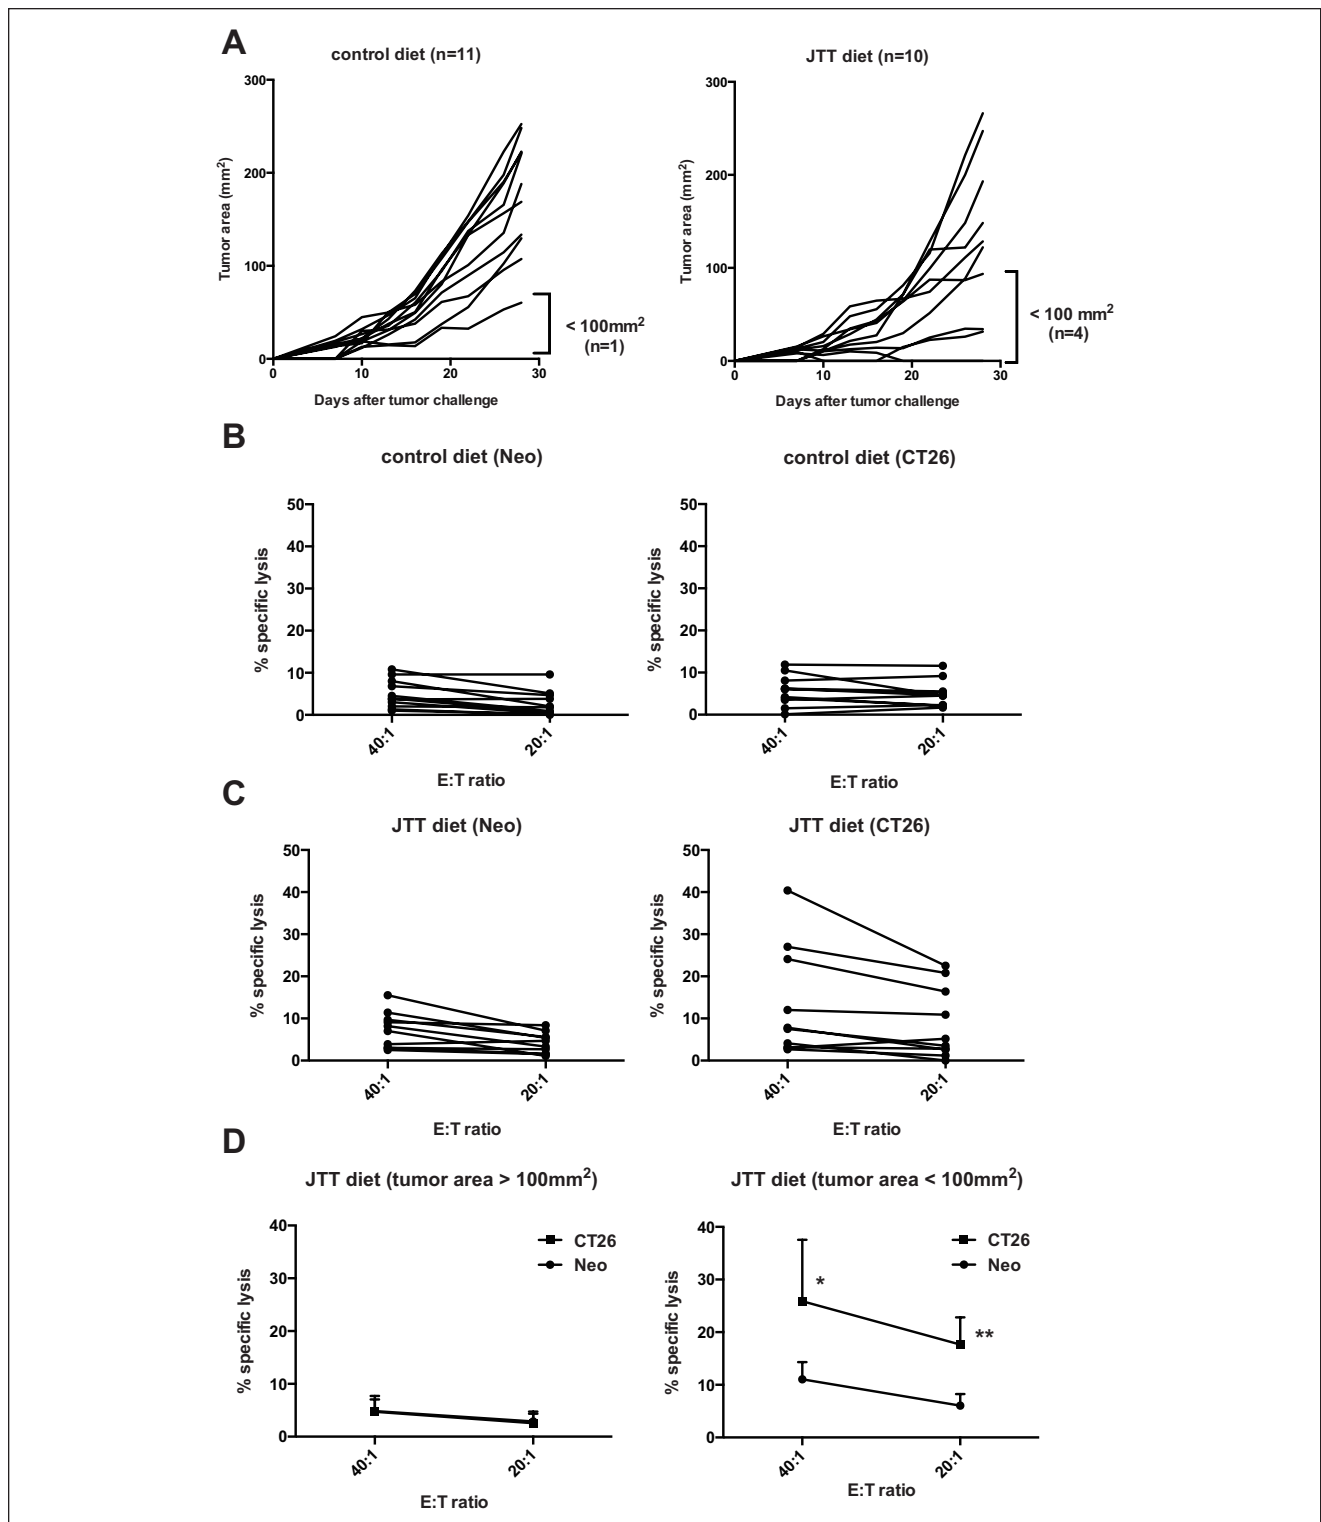 A
control diet (n=11)
JTT diet (n=10)
300
200
100
0
Tumor area (mm2)
0 10 20 30
Days after tumor challenge
< 100mm2
(n=1)
300
200
100
0
Tumor area (mm2)
0 10 20 30
Days after tumor challenge
< 100 mm2
(n=4)
B
control diet (Neo)
control diet (CT26)
50
40
30
20
10
0
% specific lysis
40:1 20:1
E:T ratio
50
40
30
20
10
0
% specific lysis
40:1 20:1
E:T ratio
C
JTT diet (Neo)
JTT diet (CT26)
50
40
30
20
10
0
% specific lysis
40:1 20:1
E:T ratio
50
40
30
20
10
0
% specific lysis
40:1 20:1
E:T ratio
D
JTT diet (tumor area > 100mm2)
JTT diet (tumor area < 100mm2)
40
30
20
10
0
% specific lysis
CT26
Neo
40:1 20:1
E:T ratio
40
30
20
10
0
% specific lysis
CT26
Neo
*
**
40:1 20:1
E:T ratio